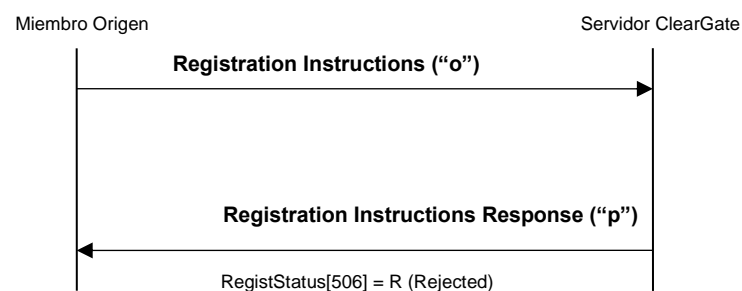 Miembro Origen
Servidor ClearGate
Registration Instructions (“o”)
Registration Instructions Response (“p”)
RegistStatus[506] = R (Rejected)